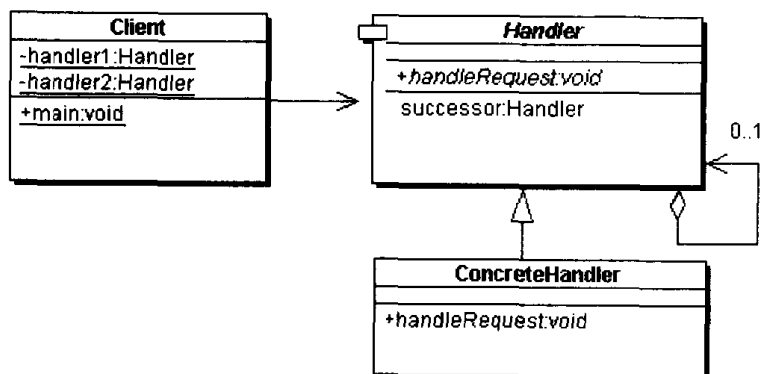 Client
-handler1:Handler
-handler2:Handler
+main:void
Handler
+handleRequest:void
successor:Handler
0..1
ConcreteHandler
+handleRequest:void